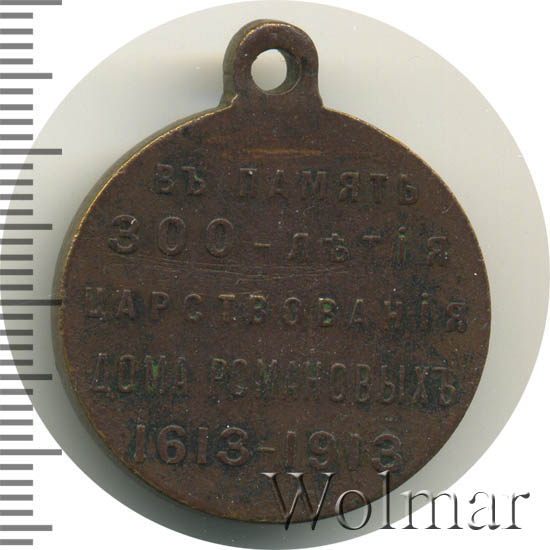 ВЪ ПАМЯТЬ
300-ЛѢТІЯ
ЦАРСТВОВАНІЯ
ДОМА РОМАНОВЫХЪ
1613-1913
Wolmar